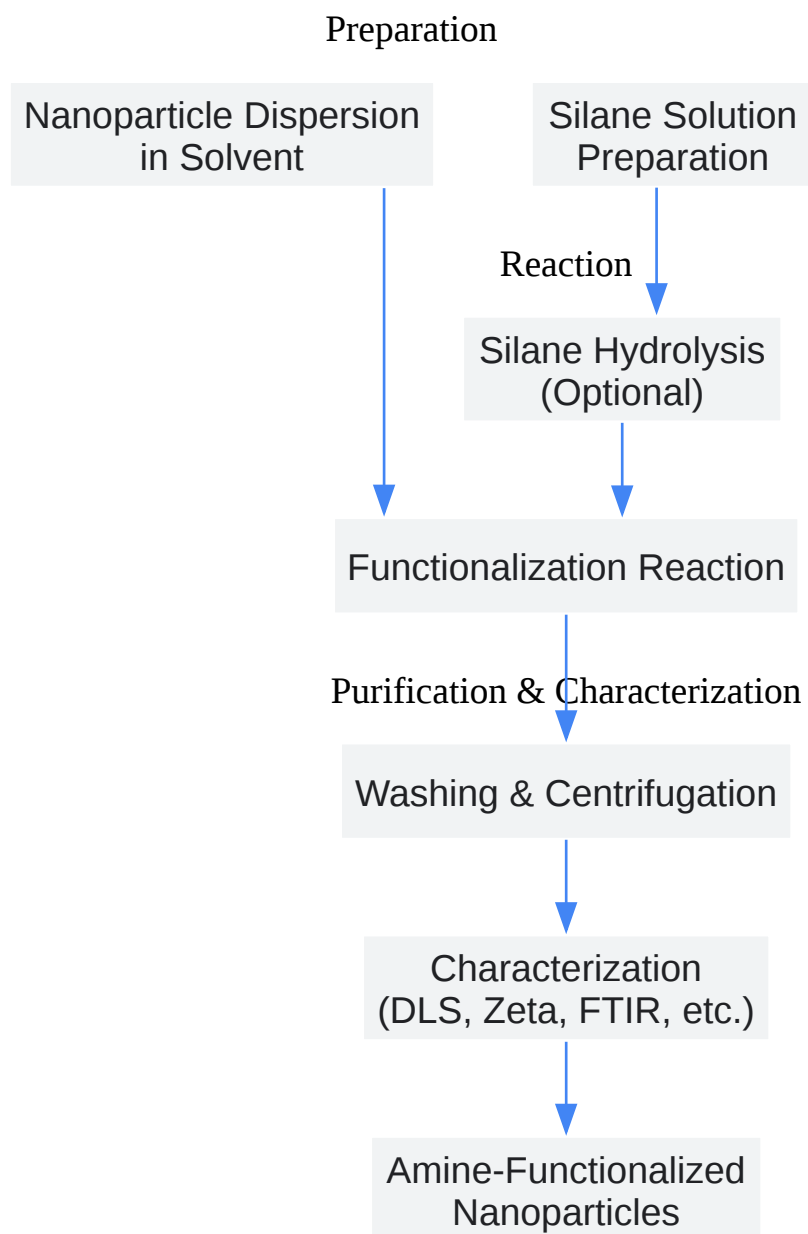 Preparation
Nanoparticle Dispersion
in Solvent
Silane Solution
Preparation
Reaction
Silane Hydrolysis
(Optional)
Functionalization Reaction
Purification & Characterization
Washing & Centrifugation
Characterization
(DLS, Zeta, FTIR, etc.)
Amine-Functionalized
Nanoparticles